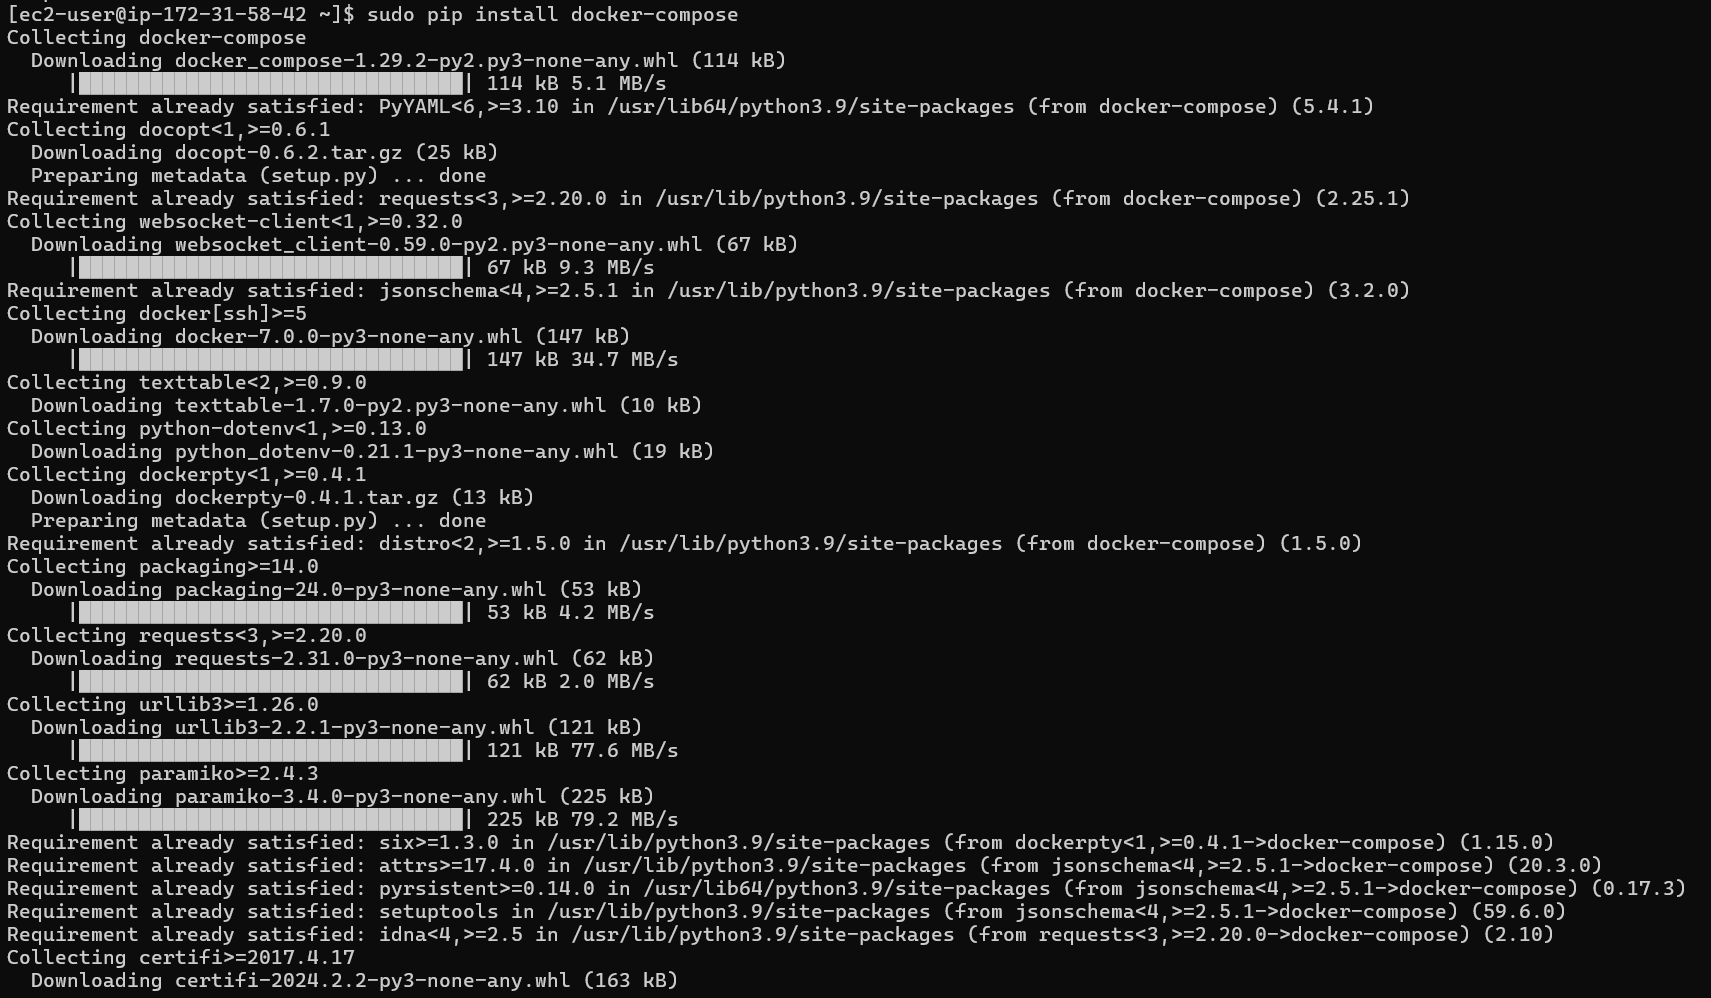 [ec2-user@ip-172-31-58-42 ~]$ sudo pip install docker-compose
Collecting docker-compose
  Downloading docker_compose-1.29.2-py2.py3-none-any.whl (114 kB)
     |████████████████████████████████| 114 kB 5.1 MB/s
Requirement already satisfied: PyYAML<6,>=3.10 in /usr/lib64/python3.9/site-packages (from docker-compose) (5.4.1)
Collecting docopt<1,>=0.6.1
  Downloading docopt-0.6.2.tar.gz (25 kB)
  Preparing metadata (setup.py) ... done
Requirement already satisfied: requests<3,>=2.20.0 in /usr/lib/python3.9/site-packages (from docker-compose) (2.25.1)
Collecting websocket-client<1,>=0.32.0
  Downloading websocket_client-0.59.0-py2.py3-none-any.whl (67 kB)
     |████████████████████████████████| 67 kB 9.3 MB/s
Requirement already satisfied: jsonschema<4,>=2.5.1 in /usr/lib/python3.9/site-packages (from docker-compose) (3.2.0)
Collecting docker[ssh]>=5
  Downloading docker-7.0.0-py3-none-any.whl (147 kB)
     |████████████████████████████████| 147 kB 34.7 MB/s
Collecting texttable<2,>=0.9.0
  Downloading texttable-1.7.0-py2.py3-none-any.whl (10 kB)
Collecting python-dotenv<1,>=0.13.0
  Downloading python_dotenv-0.21.1-py3-none-any.whl (19 kB)
Collecting dockerpty<1,>=0.4.1
  Downloading dockerpty-0.4.1.tar.gz (13 kB)
  Preparing metadata (setup.py) ... done
Requirement already satisfied: distro<2,>=1.5.0 in /usr/lib/python3.9/site-packages (from docker-compose) (1.5.0)
Collecting packaging>=14.0
  Downloading packaging-24.0-py3-none-any.whl (53 kB)
     |████████████████████████████████| 53 kB 4.2 MB/s
Collecting requests<3,>=2.20.0
  Downloading requests-2.31.0-py3-none-any.whl (62 kB)
     |████████████████████████████████| 62 kB 2.0 MB/s
Collecting urllib3>=1.26.0
  Downloading urllib3-2.2.1-py3-none-any.whl (121 kB)
     |████████████████████████████████| 121 kB 77.6 MB/s
Collecting paramiko>=2.4.3
  Downloading paramiko-3.4.0-py3-none-any.whl (225 kB)
     |████████████████████████████████| 225 kB 79.2 MB/s
Requirement already satisfied: six>=1.3.0 in /usr/lib/python3.9/site-packages (from dockerpty<1,>=0.4.1->docker-compose) (1.15.0)
Requirement already satisfied: attrs>=17.4.0 in /usr/lib/python3.9/site-packages (from jsonschema<4,>=2.5.1->docker-compose) (20.3.0)
Requirement already satisfied: pyrsistent>=0.14.0 in /usr/lib64/python3.9/site-packages (from jsonschema<4,>=2.5.1->docker-compose) (0.17.3)
Requirement already satisfied: setuptools in /usr/lib/python3.9/site-packages (from jsonschema<4,>=2.5.1->docker-compose) (59.6.0)
Requirement already satisfied: idna<4,>=2.5 in /usr/lib/python3.9/site-packages (from requests<3,>=2.20.0->docker-compose) (2.10)
Collecting certifi>=2017.4.17
  Downloading certifi-2024.2.2-py3-none-any.whl (163 kB)